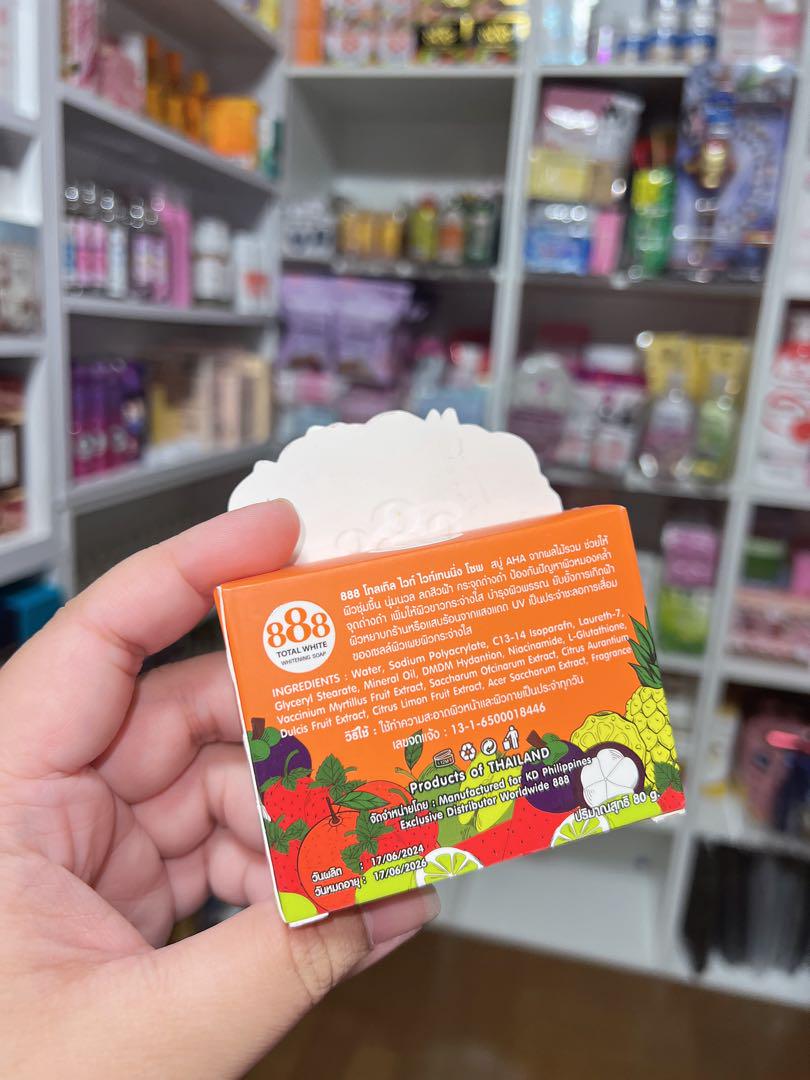 888
888
TOTAL WHITE
WHITENING SOAP
888 โทลเทิล ไวท์ ไวท์เทนนิ่ง โซพ สบู่ AHA จากผลไม้รวม ช่วยให้
ผิวชุ่มชื้น นุ่มนวล ลดสิวฝ้า กระจุดด่างดำ ป้องกันปัญหาผิวหมองคล้ำ
จุดด่างดำ เพิ่มให้ผิวขาวกระจ่างใส บำรุงผิวพรรณ ยับยั้งการเกิดฝ้า
ผิวหยาบกร้านหรือแสบร้อนจากแสงแดด UV เป็นประจำชะลอการเสื่อม
ของเซลล์ผิวเผยผิวกระจ่างใส
INGREDIENTS : Water, Sodium Polyacrylate, C13-14 Isoparafn, Laureth-7,
Glyceryl Stearate, Mineral Oil, DMDN Hydantion, Niacinamide, L-Glutathione,
Vaccinium Myrtillus Fruit Extract, Saccharum Ofcinarum Extract, Citrus Aurantium
Dulcis Fruit Extract, Citrus Limon Fruit Extract, Acer Saccharum Extract, Fragrance
วิธีใช้ : ใช้ทำความสะอาดผิวหน้าและผิวกายเป็นประจำทุกวัน
เลขจดแจ้ง : 13-1-6500018446
12M
Products of THAILAND
จัดจำหน่ายโดย : Manufactured for KD Philippines
Exclusive Distributor Worldwide 888
ปริมาณสุทธิ 80 g.
วันผลิต : 17/06/2024
วันหมดอายุ : 17/06/2026